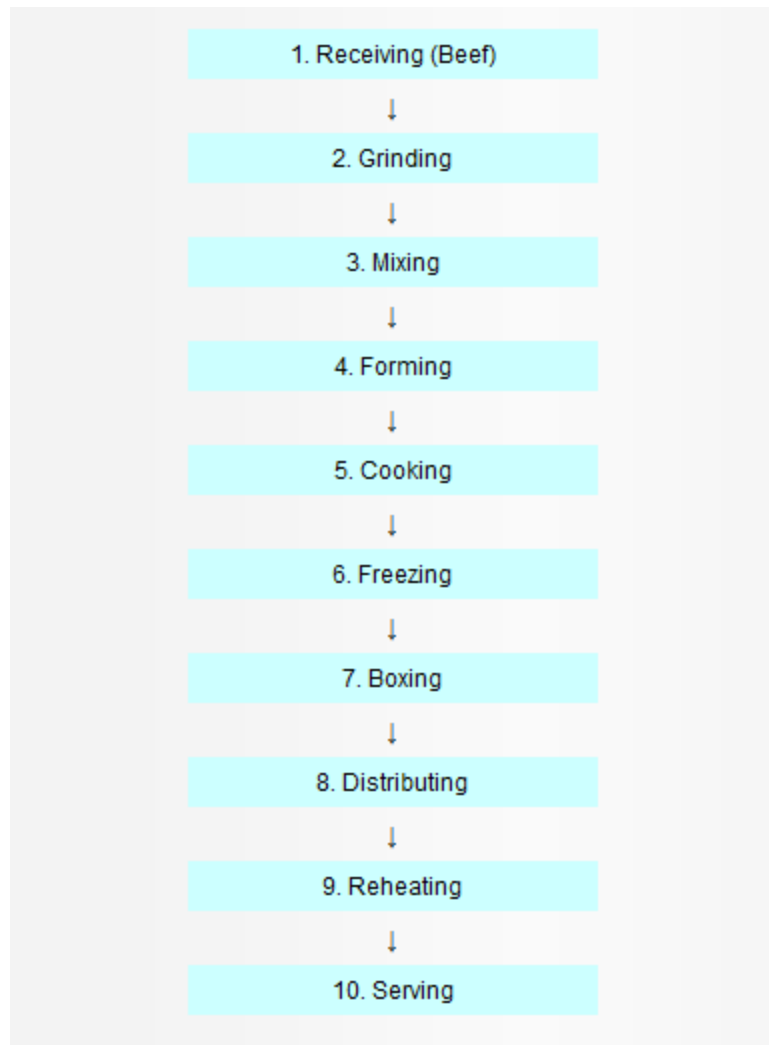 1. Receiving (Beef)
↓
2. Grinding
↓
3. Mixing
↓
4. Forming
↓
5. Cooking
↓
6. Freezing
↓
7. Boxing
↓
8. Distributing
↓
9. Reheating
↓
10. Serving